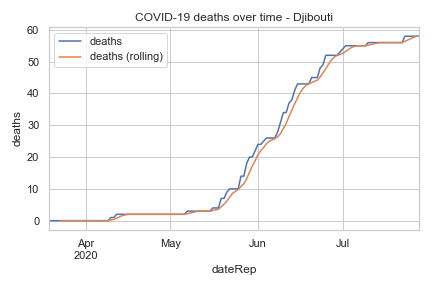 COVID-19 deaths over time - Djibouti
deaths
deaths (rolling)
60
50
40
30
20
10
0
deaths
Apr
2020
May
Jun
Jul
dateRep